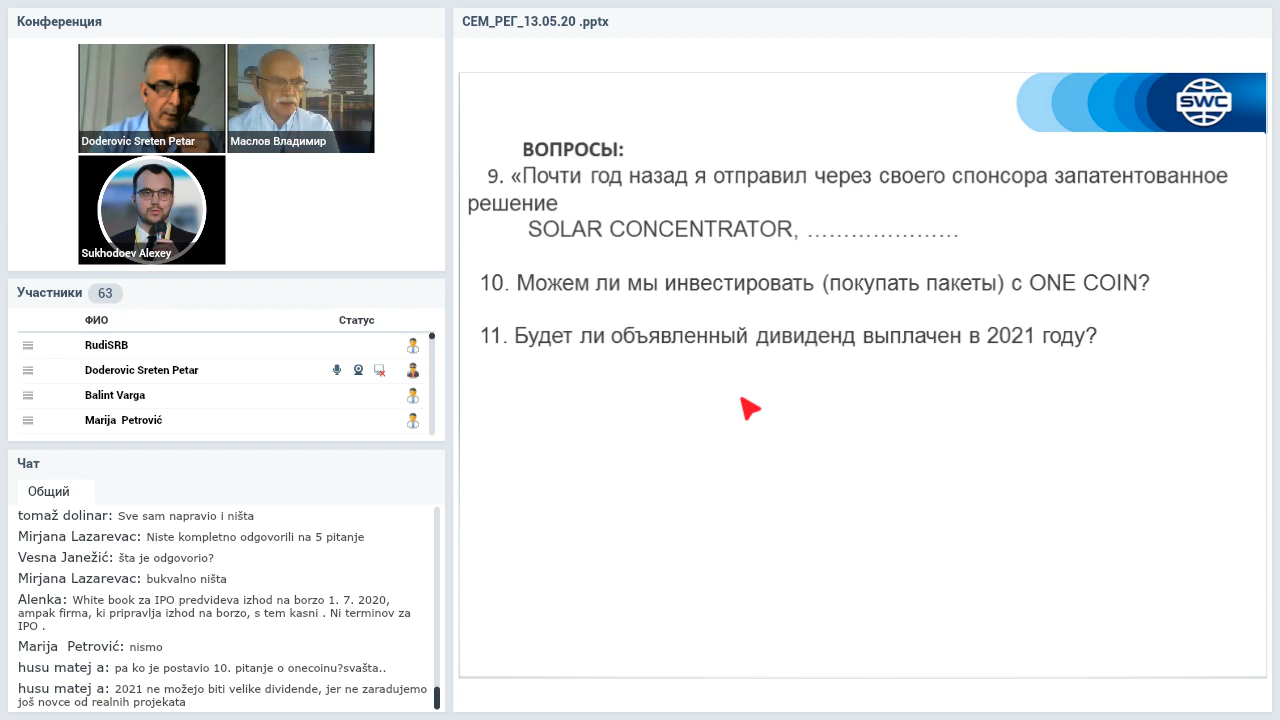 Конференция
Doderovic Sreten Petar
Маслов Владимир
Sukhodoev Alexey
Участники 63
ФИО Статус
RudiSRB
Doderovic Sreten Petar
Balint Varga
Marija Petrović
Чат
Общий
tomaž dolinar: Sve sam napravio i ništa
Mirjana Lazarevac: Niste kompletno odgovorili na 5 pitanje
Vesna Janežić: šta je odgovorio?
Mirjana Lazarevac: bukvalno ništa
Alenka: White book za IPO predvideva izhod na borzo 1. 7. 2020,
ampak firma, ki pripravlja izhod na borzo, s tem kasni . Ni terminov za
IPO .
Marija Petrović: nismo
husu matej a: pa ko je postavio 10. pitanje o onecoinu?svašta..
husu matej a: 2021 ne možejo biti velike dividende, jer ne zaradujemo
još novce od realnih projekata
СЕМ_РЕГ_13.05.20 .pptx
SWC
ВОПРОСЫ:
9. «Почти год назад я отправил через своего спонсора запатентованное
решение
SOLAR CONCENTRATOR, …………………
10. Можем ли мы инвестировать (покупать пакеты) с ONE COIN?
11. Будет ли объявленный дивиденд выплачен в 2021 году?